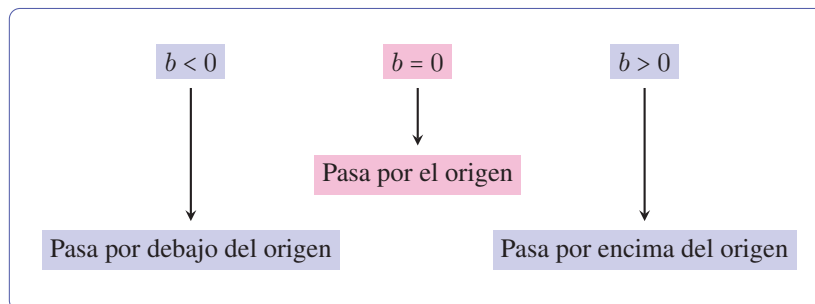 b < 0
b = 0
b > 0
Pasa por el origen
Pasa por debajo del origen
Pasa por encima del origen